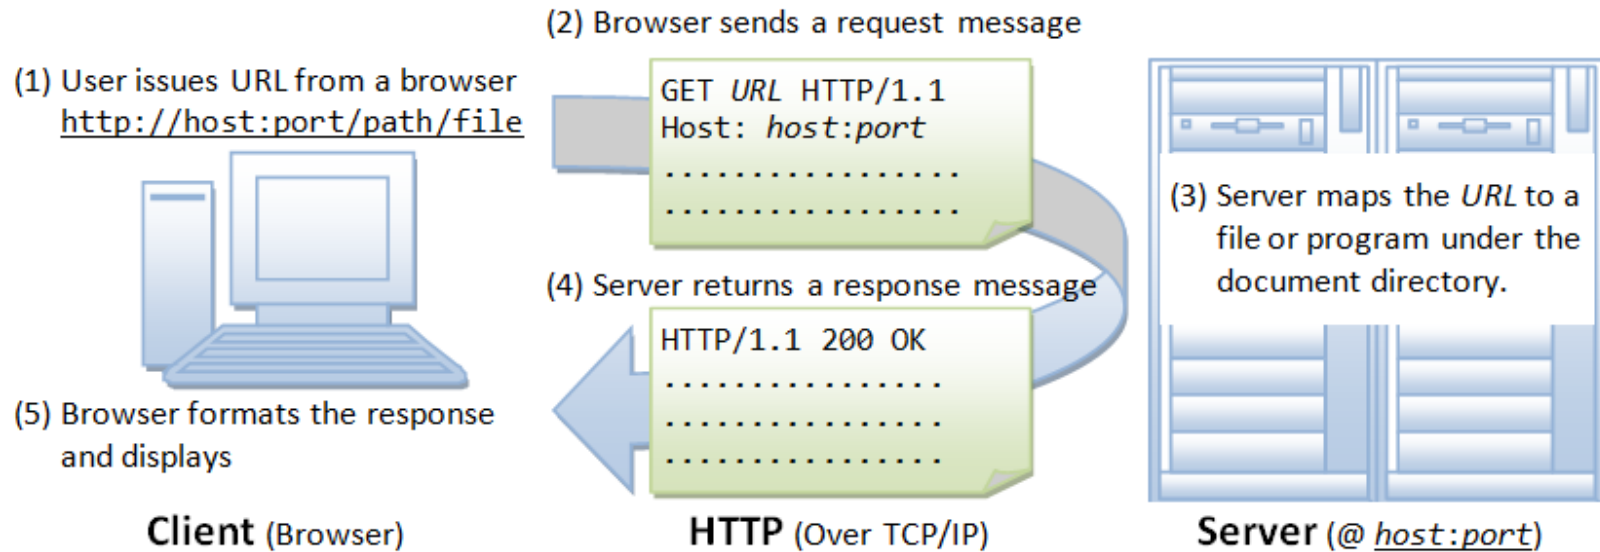 (2) Browser sends a request message
(1) User issues URL from a browser
http://host:port/path/file
GET URL HTTP/1.1
Host: host:port
..................
..................
(3) Server maps the URL to a
file or program under the
document directory.
(4) Server returns a response message
HTTP/1.1 200 OK
................
................
................
(5) Browser formats the response
and displays
Client (Browser)
HTTP (Over TCP/IP)
Server (@ host:port)